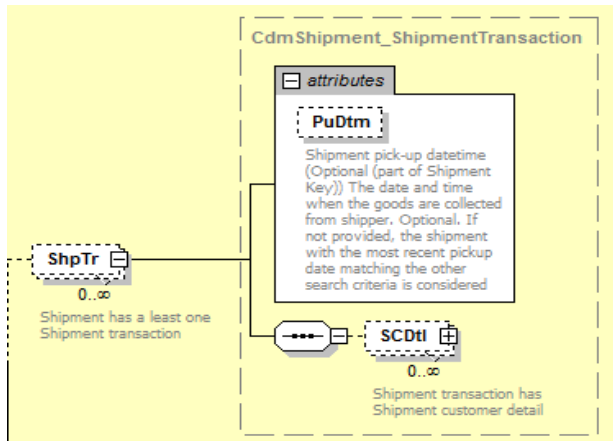 CdmShipment_ShipmentTransaction
attributes
PuDtm
Shipment pick-up datetime
(Optional (part of Shipment
Key)) The date and time
when the goods are collected
from shipper. Optional. If
not provided, the shipment
with the most recent pickup
date matching the other
search criteria is considered
ShpTr
0..∞
Shipment has a least one
Shipment transaction
SCDtl
0..∞
Shipment transaction has
Shipment customer detail